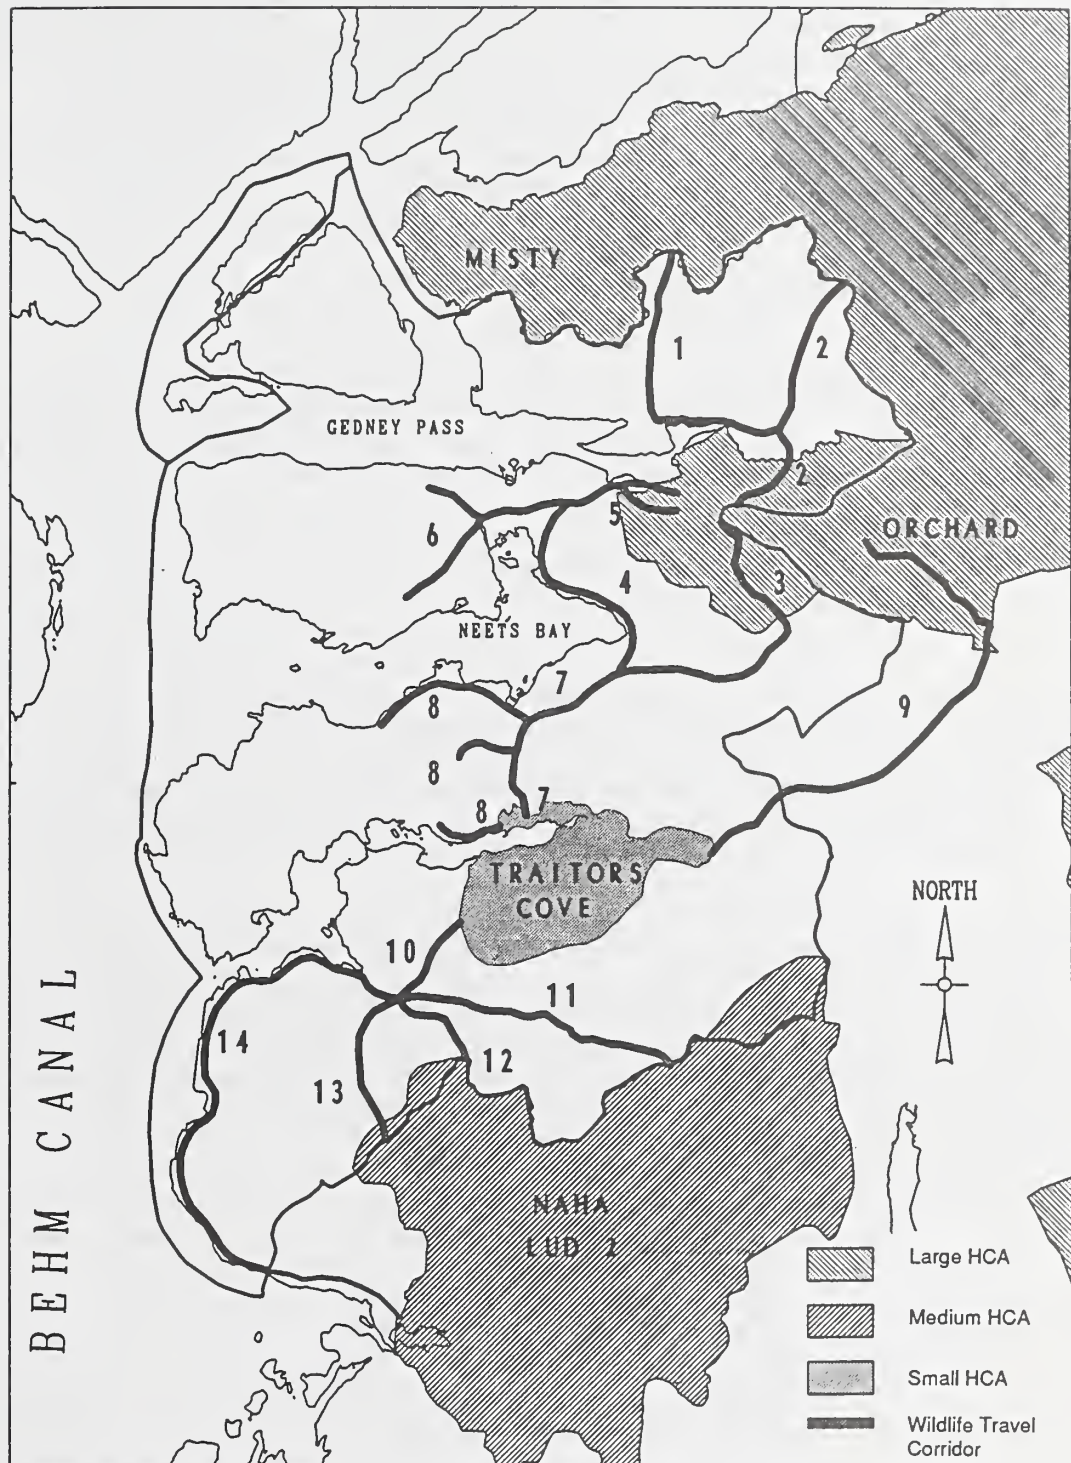 MISTY
1
2
GEDNEY PASS
2
5
ORCHARD
6
4
3
NEETS BAY
7
8
9
8
7
8
TRAITORS
COVE
NORTH
10
11
14
12
13
BEHM CANAL
NAHA
LUD 2
Large HCA
Medium HCA
Small HCA
Wildlife Travel
Corridor